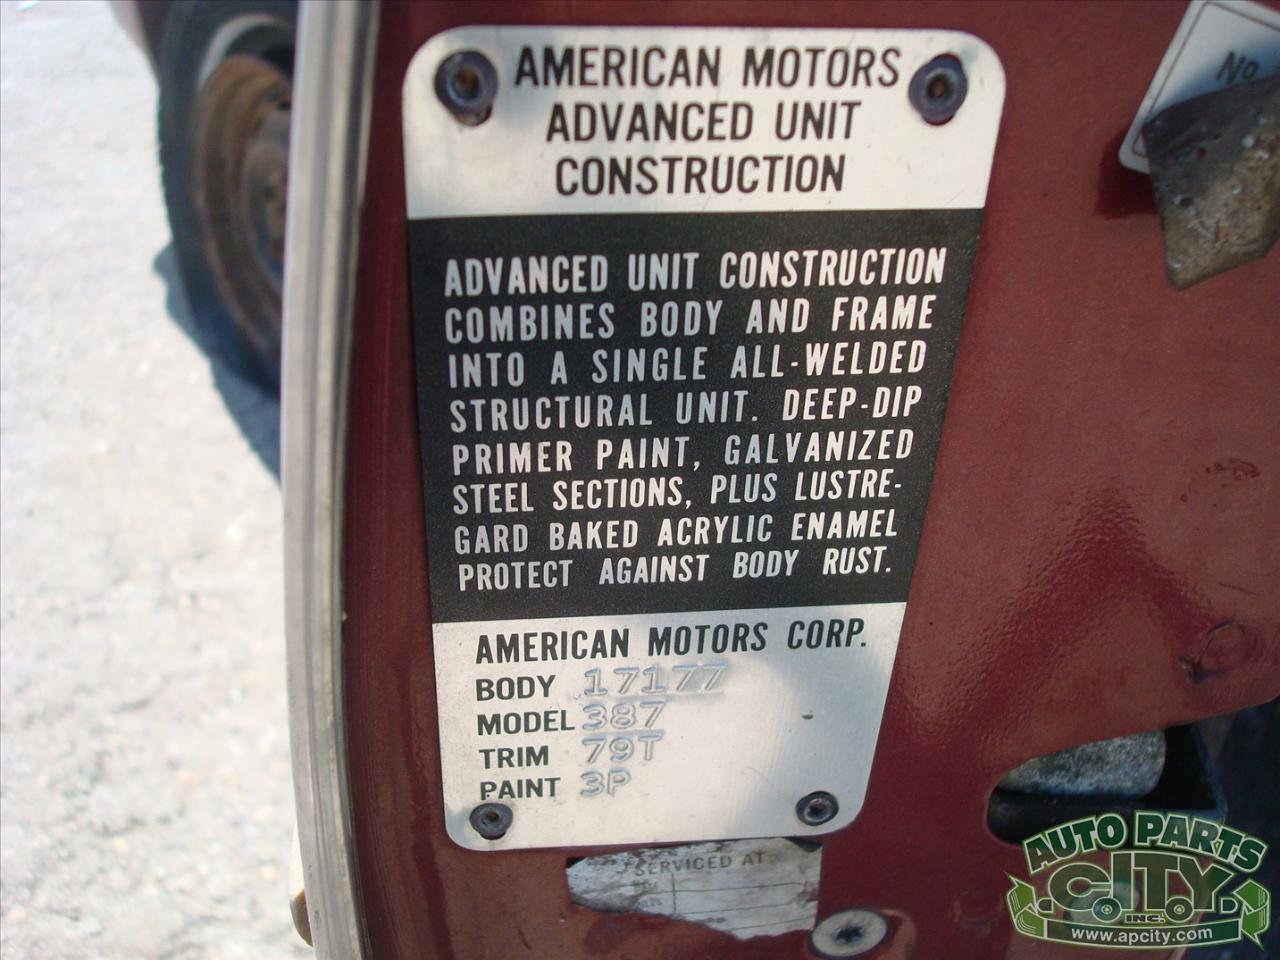 AMERICAN MOTORS
ADVANCED UNIT
CONSTRUCTION
No
ADVANCED UNIT CONSTRUCTION
COMBINES BODY AND FRAME
INTO A SINGLE ALL-WELDED
STRUCTURAL UNIT. DEEP-DIP
PRIMER PAINT, GALVANIZED
STEEL SECTIONS, PLUS LUSTRE-
GARD BAKED ACRYLIC ENAMEL
PROTECT AGAINST BODY RUST.
AMERICAN MOTORS CORP.
BODY 17177
MODEL 387
TRIM 79T
PAINT 3P
SERVICED AT
AUTO PARTS
CITY
INC.
www.apcity.com